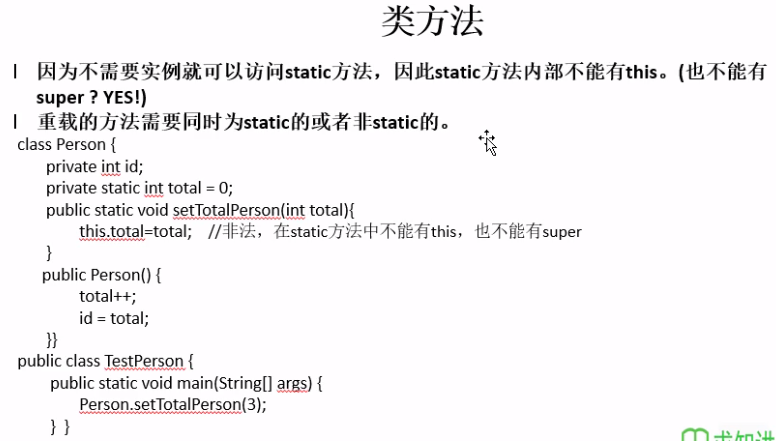 类方法
l 因为不需要实例就可以访问static方法，因此static方法内部不能有this。(也不能有
super ? YES!)
l 重载的方法需要同时为static的或者非static的。
class Person {
private int id;
private static int total = 0;
public static void setTotalPerson(int total){
this.total=total; //非法，在static方法中不能有this，也不能有super
}
public Person() {
total++;
id = total;
}}
public class TestPerson {
public static void main(String[] args) {
Person.setTotalPerson(3);
} }